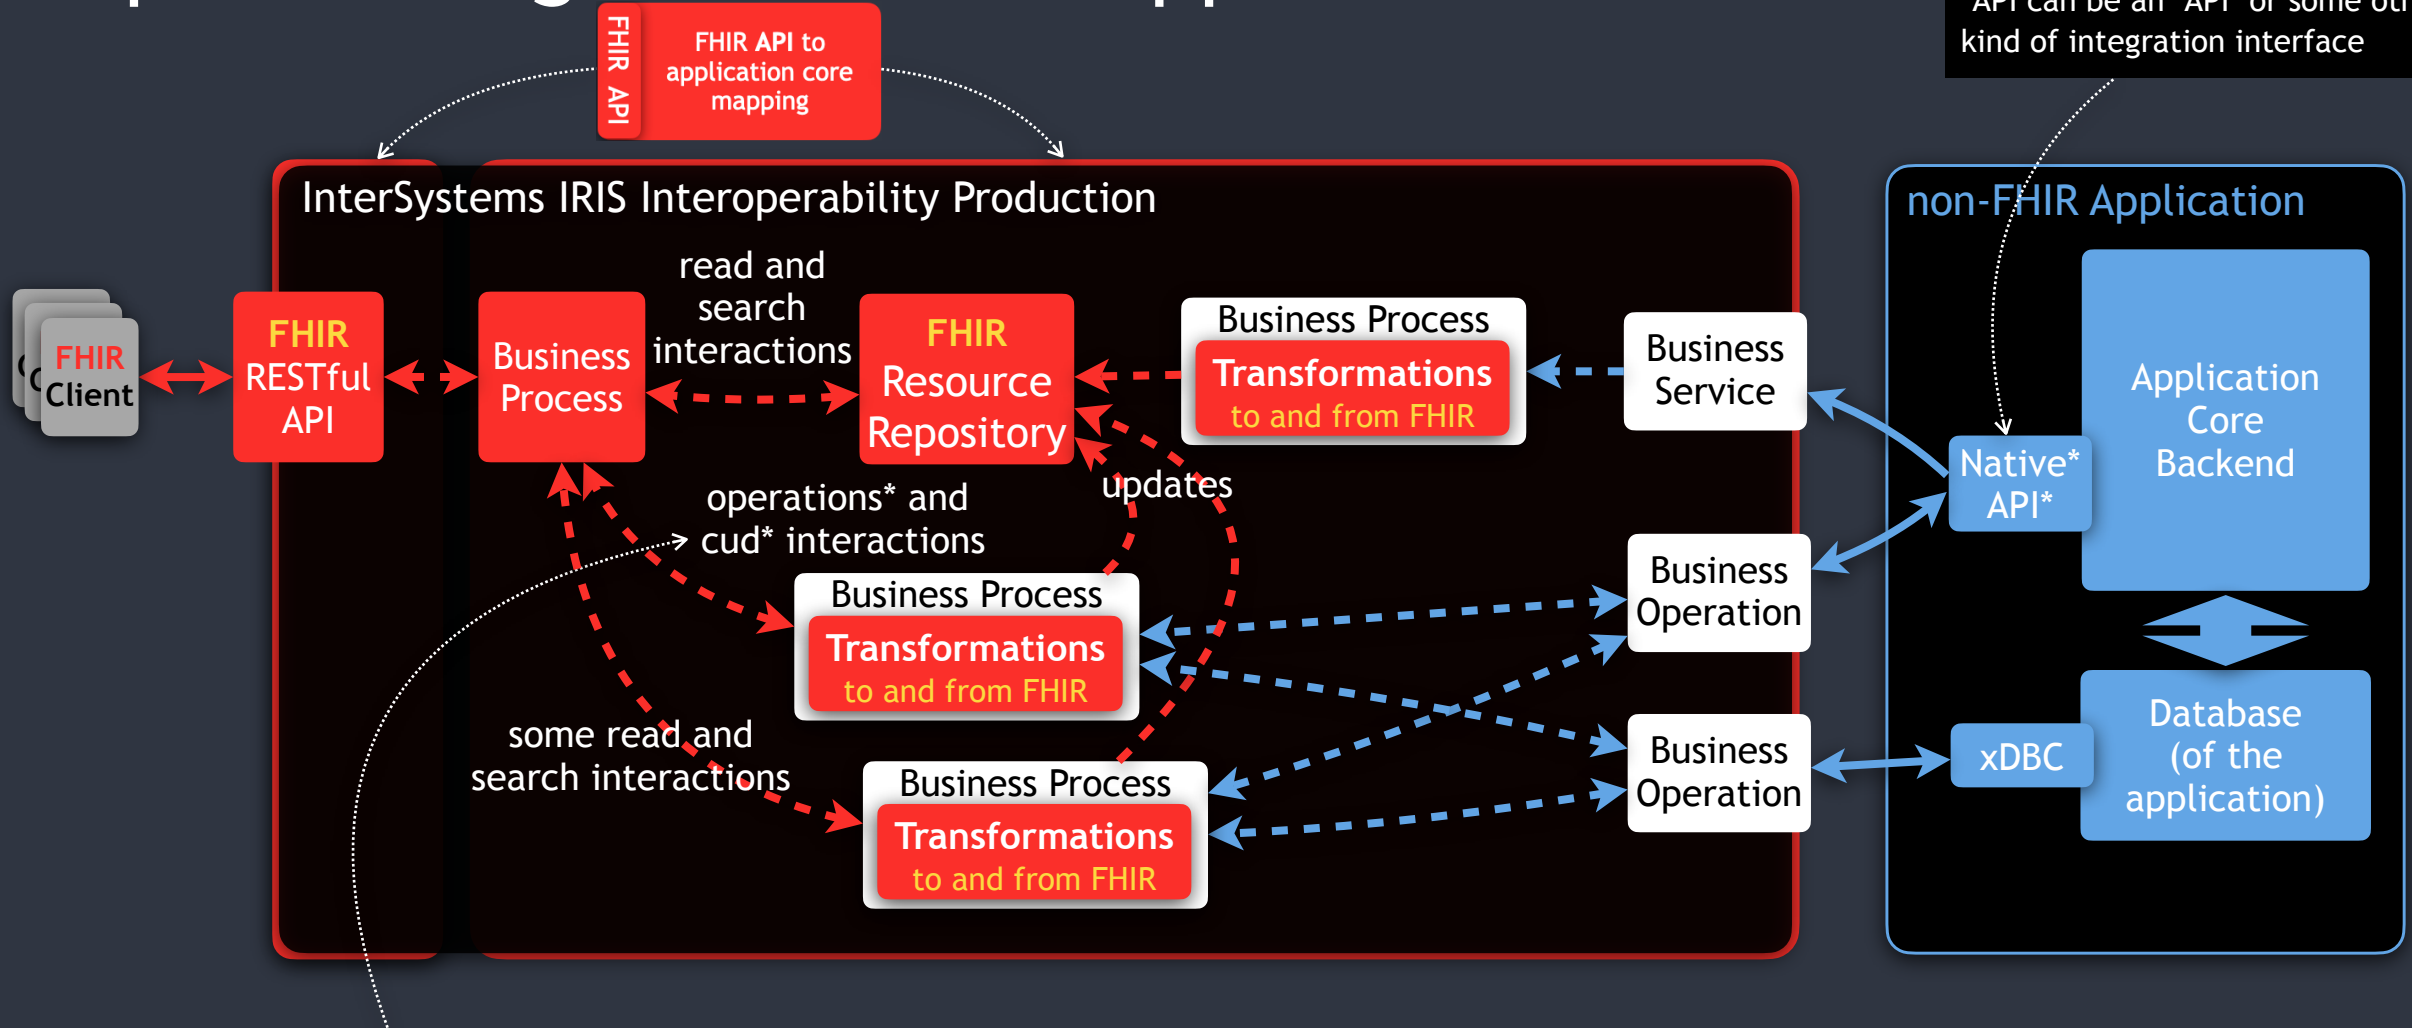 FHIR API
FHIR API to
application core
mapping
kind of integration interface
InterSystems IRIS Interoperability Production
non-FHIR Application
FHIR
Client
FHIR
RESTful
API
Business
Process
read and
search
interactions
FHIR
Resource
Repository
Business Process
Transformations
to and from FHIR
Business
Service
Application
Core
Backend
Native*
API*
updates
operations* and
cud* interactions
Business Process
Transformations
to and from FHIR
Business
Operation
some read and
search interactions
Business Process
Transformations
to and from FHIR
Business
Operation
xDBC
Database
(of the
application)